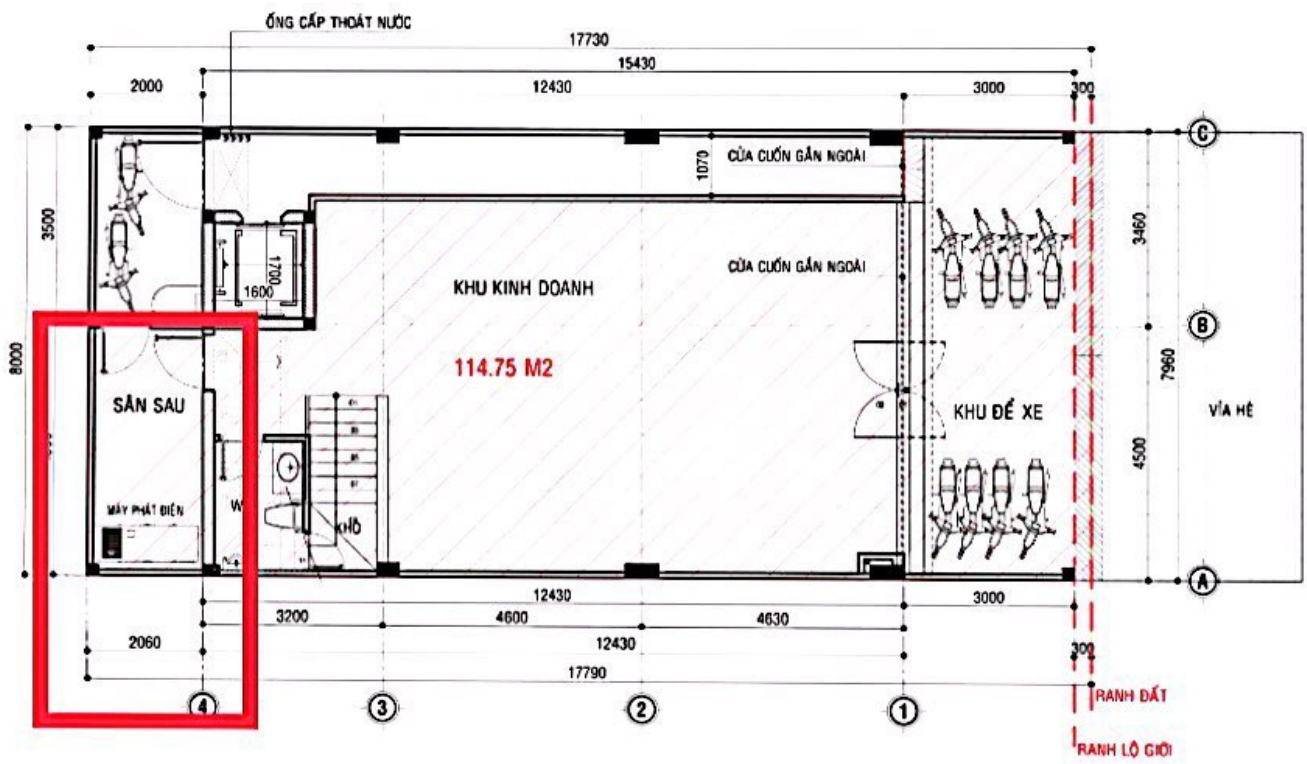 ỐNG CẤP THOÁT NƯỚC
17730
15430
2000
12430
3000
300
C
CỬA CUỐN GẮN NGOÀI
1070
3500
3460
1700
1600
KHU KINH DOANH
CỬA CUỐN GẮN NGOÀI
B
8000
114.75 M2
7960
SÂN SAU
KHU ĐỂ XE
VỈA HÈ
4500
MÁY PHÁT ĐIỆN
W
KHO
A
12430
3000
3200
4600
4630
2060
12430
300
17790
RANH ĐẤT
4
3
2
1
RANH LỘ GIỚI